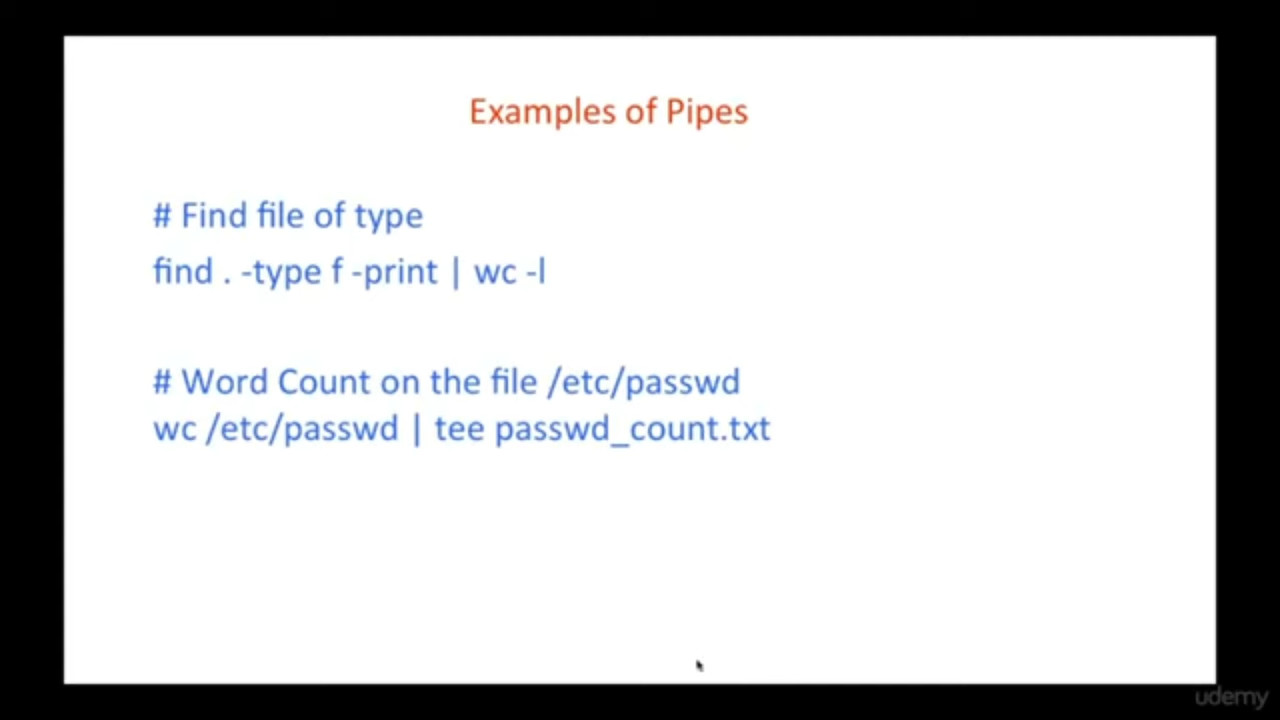 Examples of Pipes
# Find file of type
find . -type f -print | wc -l
# Word Count on the file /etc/passwd
wc /etc/passwd | tee passwd_count.txt
udemy